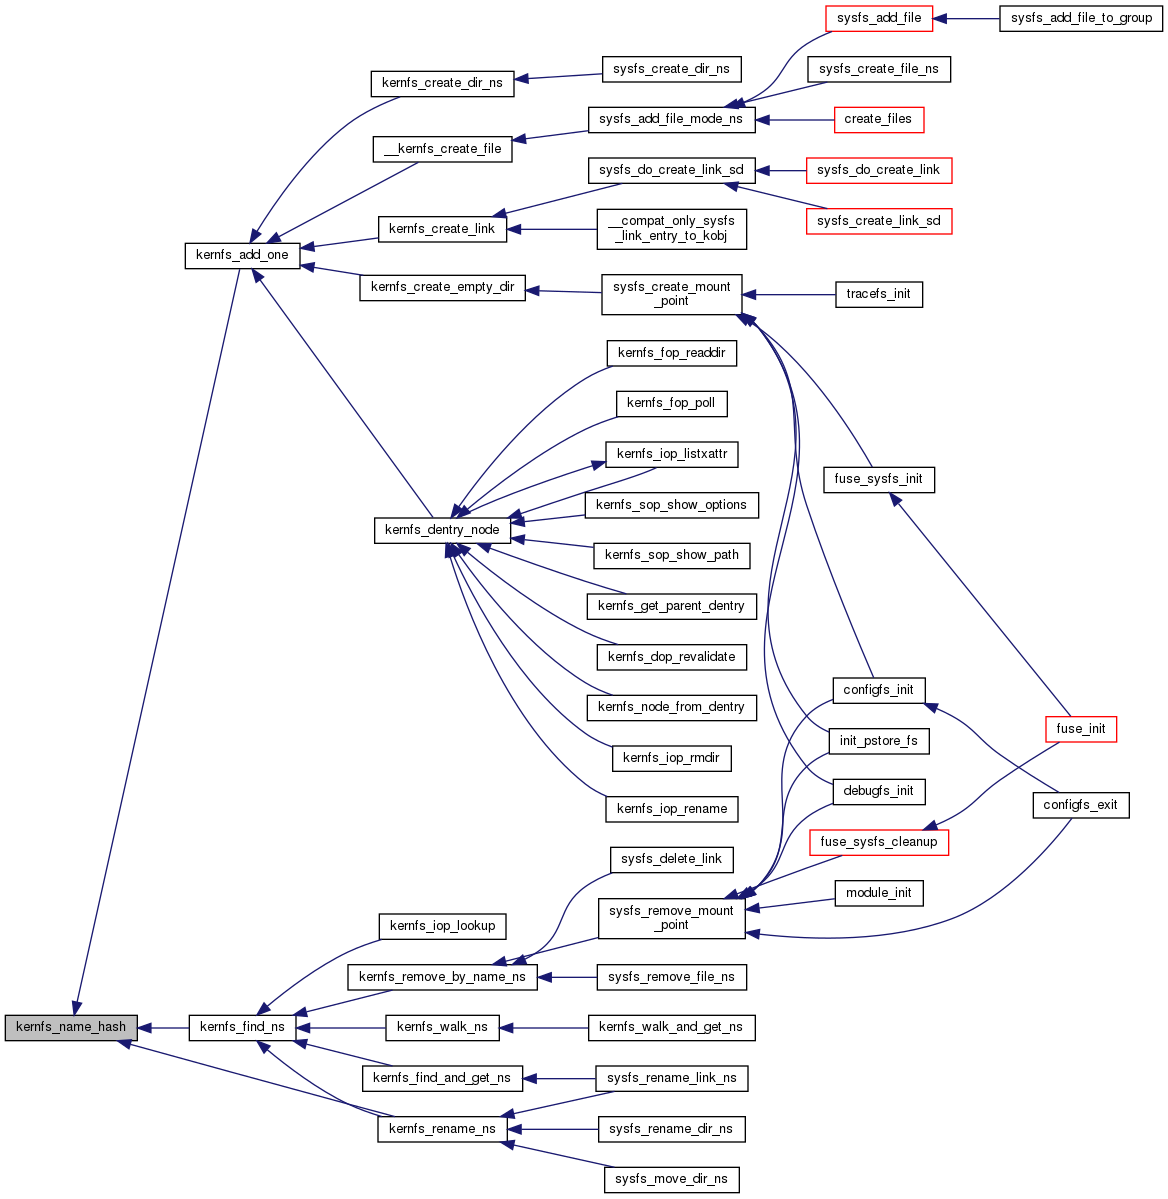 sysfs_add_file
sysfs_add_file_to_group
kernfs_create_dir_ns
sysfs_create_dir_ns
sysfs_create_file_ns
__kernfs_create_file
sysfs_add_file_mode_ns
create_files
sysfs_do_create_link_sd
sysfs_do_create_link
kernfs_create_link
__compat_only_sysfs
_link_entry_to_kobj
sysfs_create_link_sd
kernfs_add_one
kernfs_create_empty_dir
sysfs_create_mount
_point
tracefs_init
kernfs_fop_readdir
kernfs_fop_poll
kernfs_iop_listxattr
fuse_sysfs_init
kernfs_sop_show_options
kernfs_dentry_node
kernfs_sop_show_path
kernfs_get_parent_dentry
kernfs_dop_revalidate
configfs_init
kernfs_node_from_dentry
fuse_init
init_pstore_fs
kernfs_iop_rmdir
debugfs_init
kernfs_iop_rename
configfs_exit
fuse_sysfs_cleanup
sysfs_delete_link
module_init
sysfs_remove_mount
_point
kernfs_iop_lookup
kernfs_remove_by_name_ns
sysfs_remove_file_ns
kernfs_name_hash
kernfs_find_ns
kernfs_walk_ns
kernfs_walk_and_get_ns
kernfs_find_and_get_ns
sysfs_rename_link_ns
kernfs_rename_ns
sysfs_rename_dir_ns
sysfs_move_dir_ns